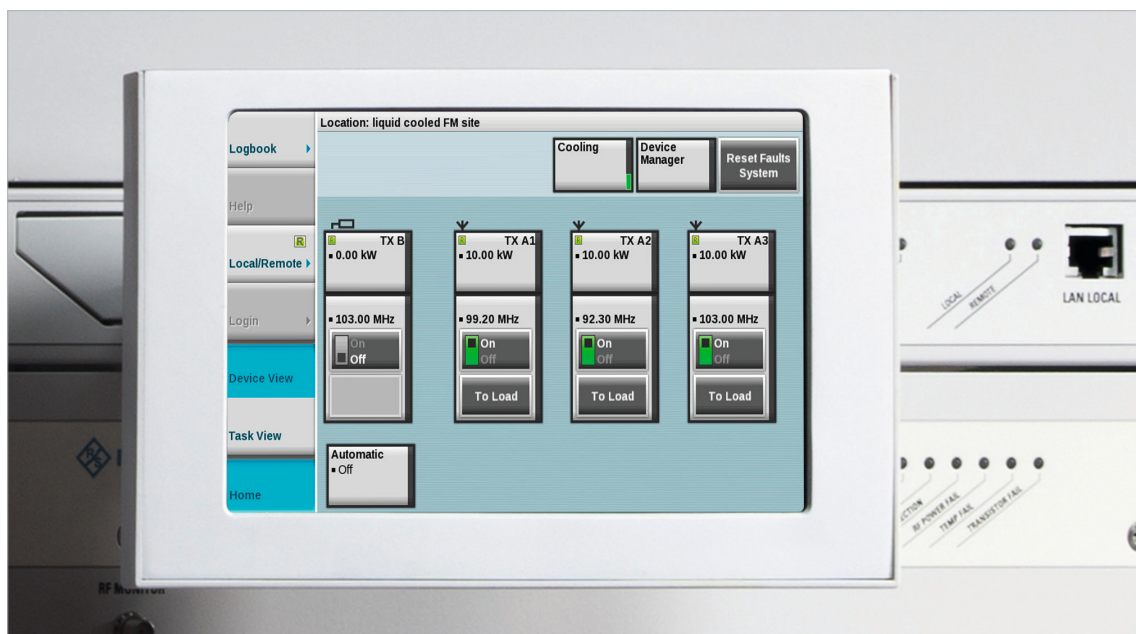 Location: liquid cooled FM site
Logbook
Help
R
Local/Remote
Login
Device View
Task View
Home
Cooling
Device
Manager
Reset Faults
System
R TX B
0.00 kW
103.00 MHz
On
Off
R TX A1
10.00 kW
99.20 MHz
On
Off
To Load
R TX A2
10.00 kW
92.30 MHz
On
Off
To Load
R TX A3
10.00 kW
103.00 MHz
On
Off
To Load
Automatic
Off
LOCAL
REMOTE
LAN LOCAL
RF POWER FAIL
TEMP FAIL
TRANSISTOR FAIL
R/S